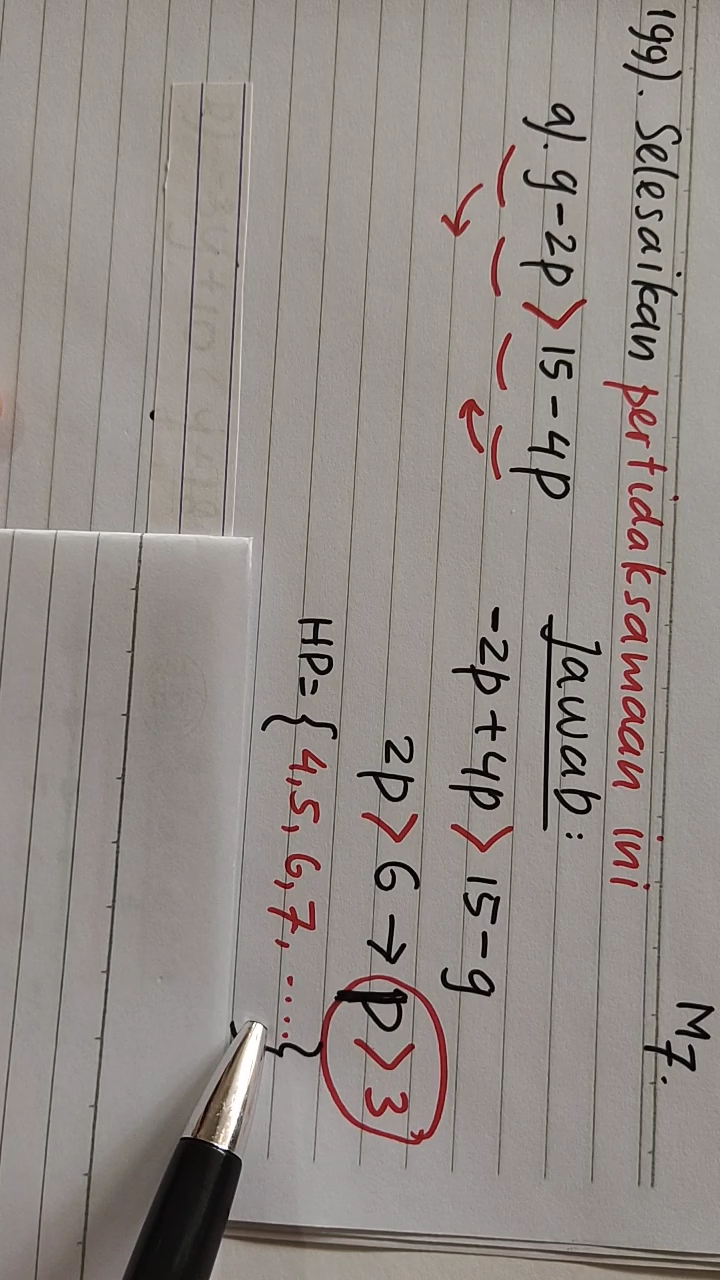 199). Selesaikan pertidaksamaan ini
M7.
a). 9-2p > 15-4p
Jawab:
-2p+4p > 15-9
2p > 6 → p > 3
HP={4,5,6,7,....}